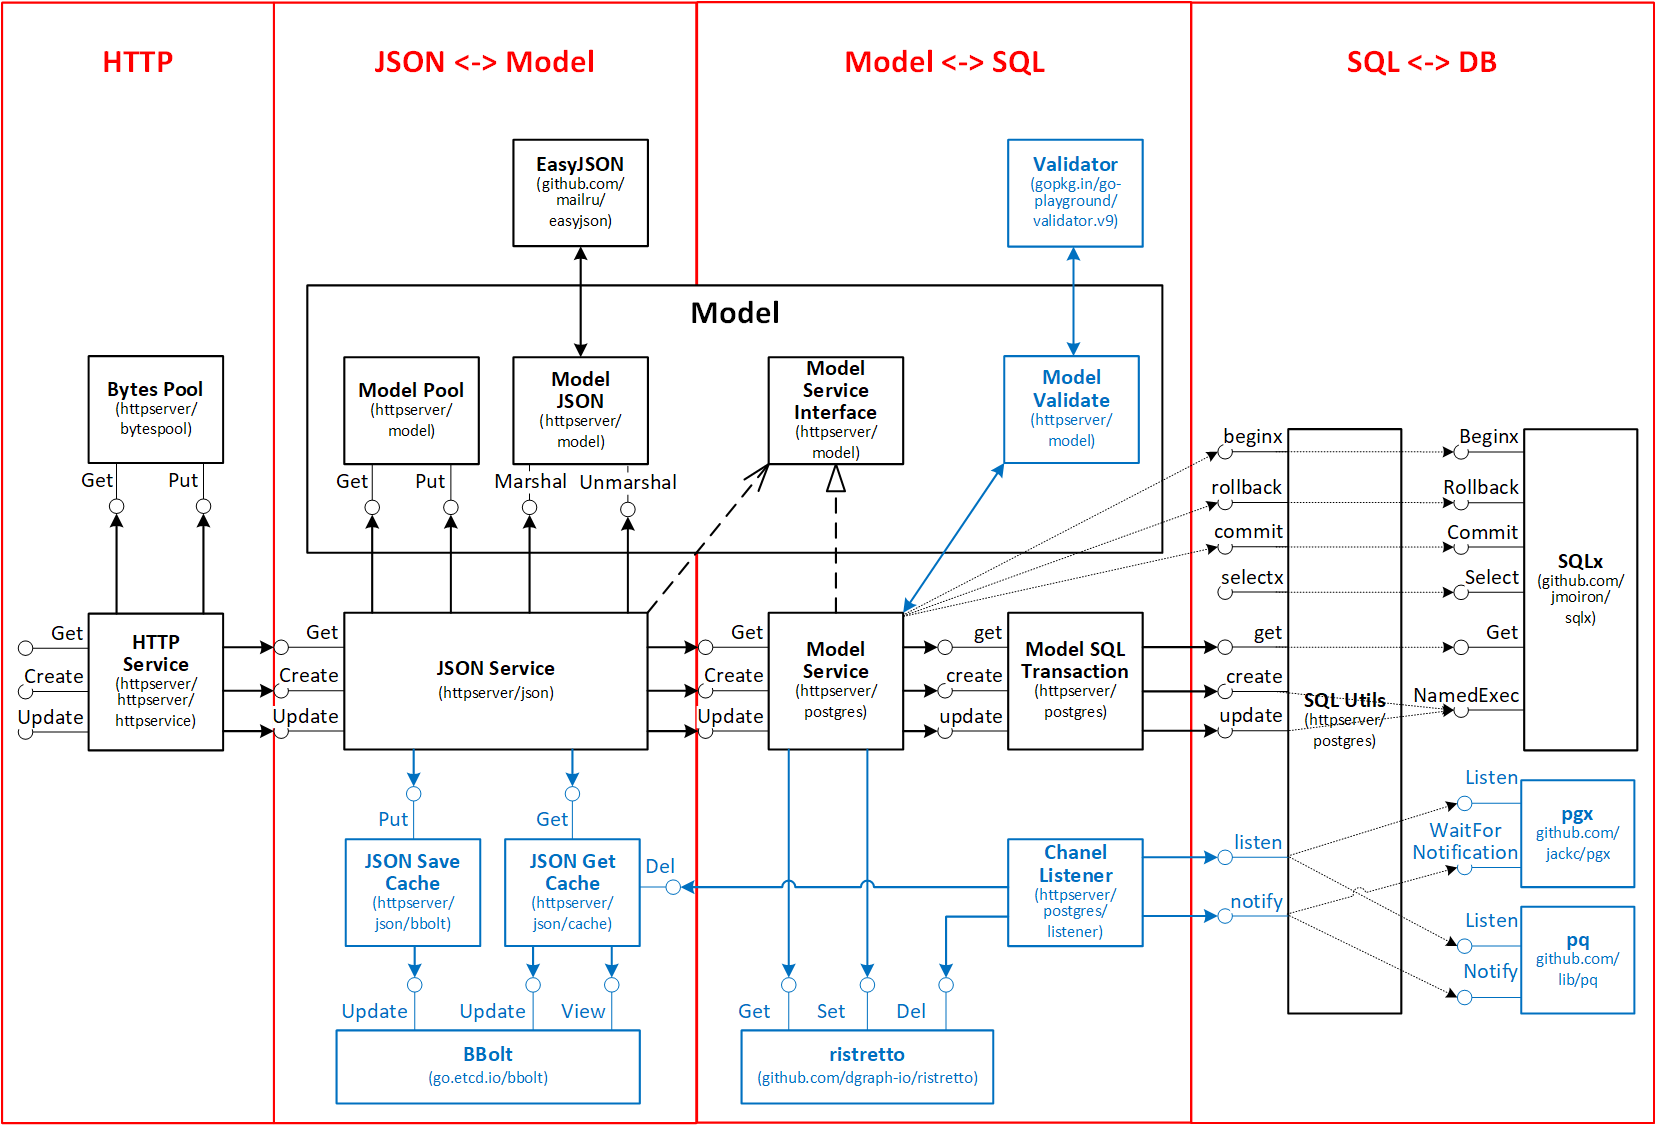 HTTP
JSON <-> Model
Model <-> SQL
SQL <-> DB
EasyJSON
(github.com/
mailru/
easyjson)
Validator
(gopkg.in/go-
playground/
validator.v9)
Model
Bytes Pool
(httpserver/
bytespool)
Get
Put
Model Pool
(httpserver/
model)
Get
Put
Model
JSON
(httpserver/
model)
Marshal
Unmarshal
Model
Service
Interface
(httpserver/
model)
Model
Validate
(httpserver/
model)
beginx
rollback
commit
selectx
get
create
update
Beginx
Rollback
Commit
Select
Get
NamedExec
SQLx
(github.com/
jmoiron/
sqlx)
Get
Create
Update
HTTP
Service
(httpserver/
httpserver/
httpservice)
Get
Create
Update
JSON Service
(httpserver/json)
Get
Create
Update
Model
Service
(httpserver/
postgres)
get
create
update
Model SQL
Transaction
(httpserver/
postgres)
SQL Utils
(httpserver/
postgres)
Put
Get
JSON Save
Cache
(httpserver/
json/bbolt)
JSON Get
Cache
(httpserver/
json/cache)
Del
Chanel
Listener
(httpserver/
postgres/
listener)
listen
notify
Listen
WaitFor
Notification
pgx
github.com/
jackc/pgx
Listen
Notify
pq
github.com/
lib/pq
Update
Update
View
BBolt
(go.etcd.io/bbolt)
Get
Set
Del
ristretto
(github.com/dgraph-io/ristretto)